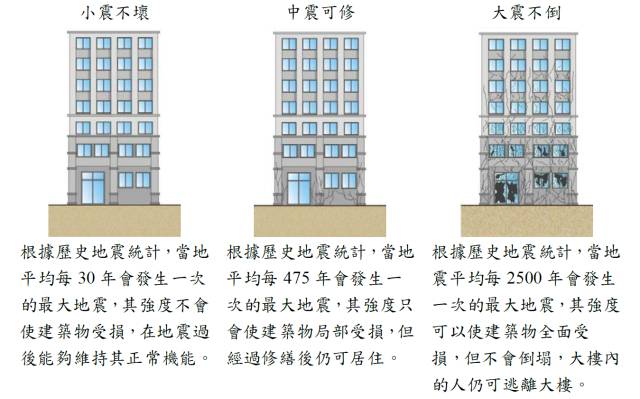 小震不壞
根據歷史地震統計，當地
平均每 30 年會發生一次
的最大地震，其強度不會
使建築物受損，在地震過
後能夠維持其正常機能。
中震可修
根據歷史地震統計，當地
平均每 475 年會發生一
次的最大地震，其強度只
會使建築物局部受損，但
經過修繕後仍可居住。
大震不倒
根據歷史地震統計，當地
震平均每 2500 年會發生
一次的最大地震，其強度
可以使建築物全面受
損，但不會倒塌，大樓內
的人仍可逃離大樓。